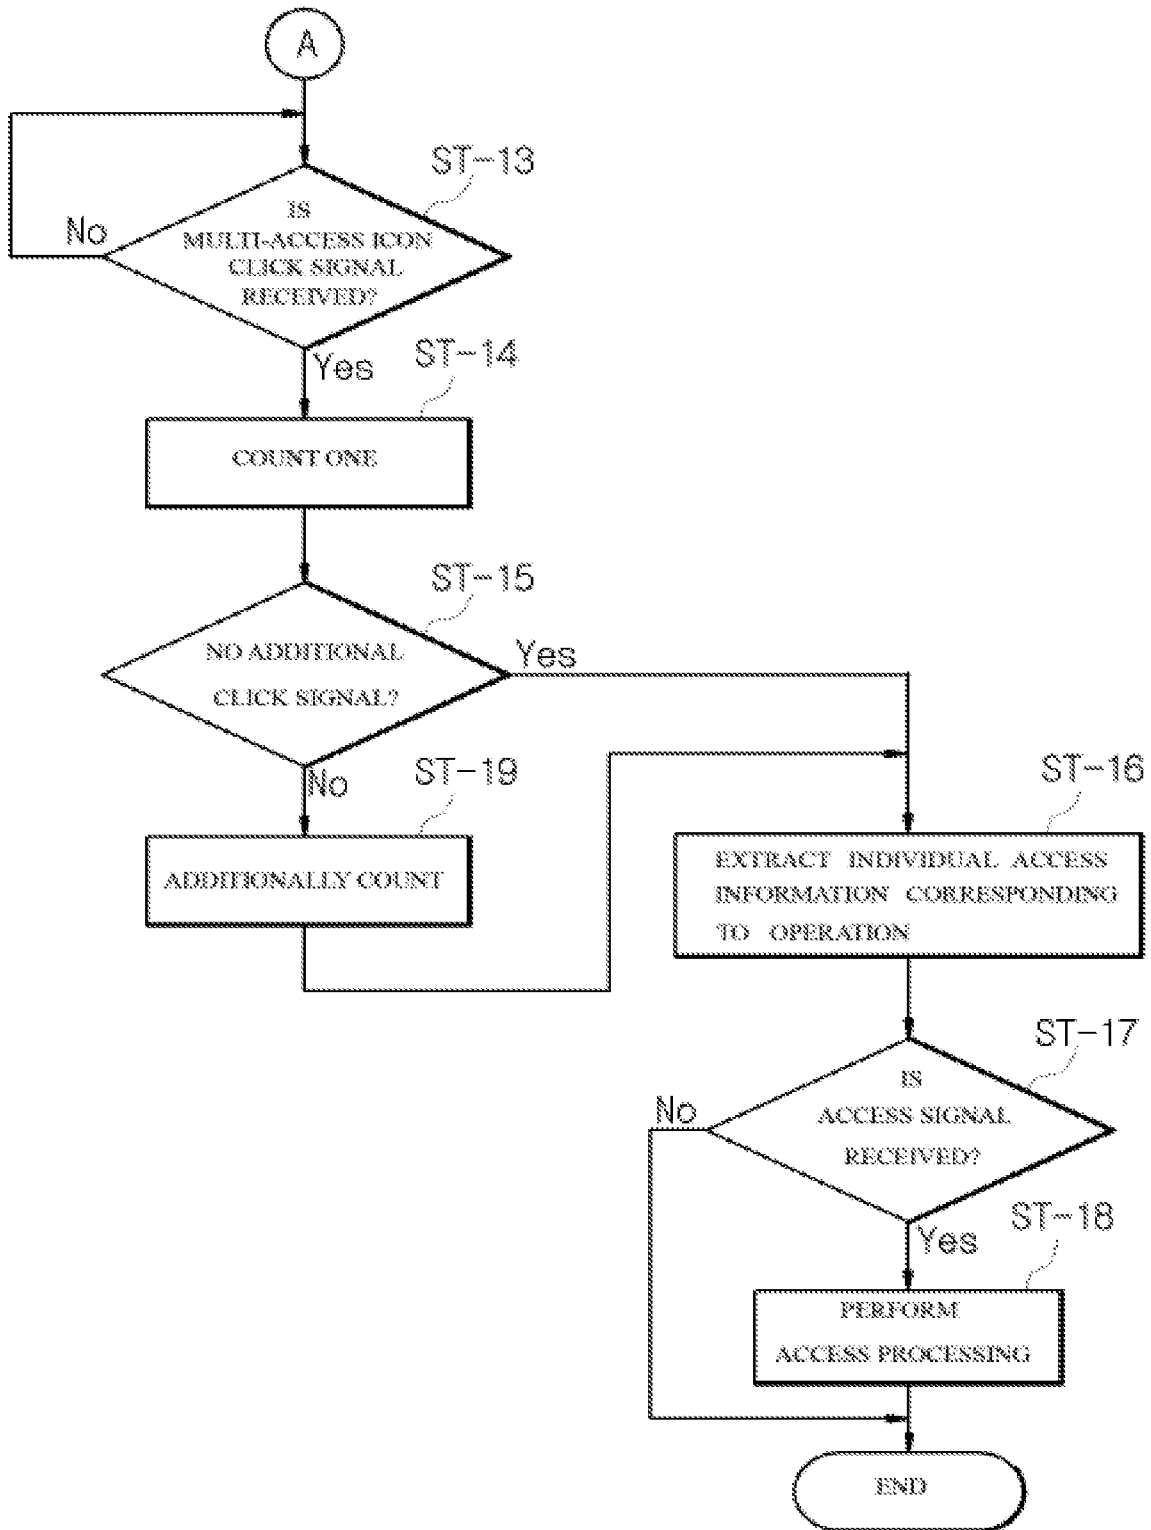 A
ST-13
No
IS
MULTI-ACCESS ICON
CLICK SIGNAL
RECEIVED?
Yes
ST-14
COUNT ONE
ST-15
NO ADDITIONAL
CLICK SIGNAL?
Yes
No
ST-19
ADDITIONALLY COUNT
ST-16
EXTRACT INDIVIDUAL ACCESS
INFORMATION CORRESPONDING
TO OPERATION
ST-17
No
IS
ACCESS SIGNAL
RECEIVED?
Yes
ST-18
PERFORM
ACCESS PROCESSING
END